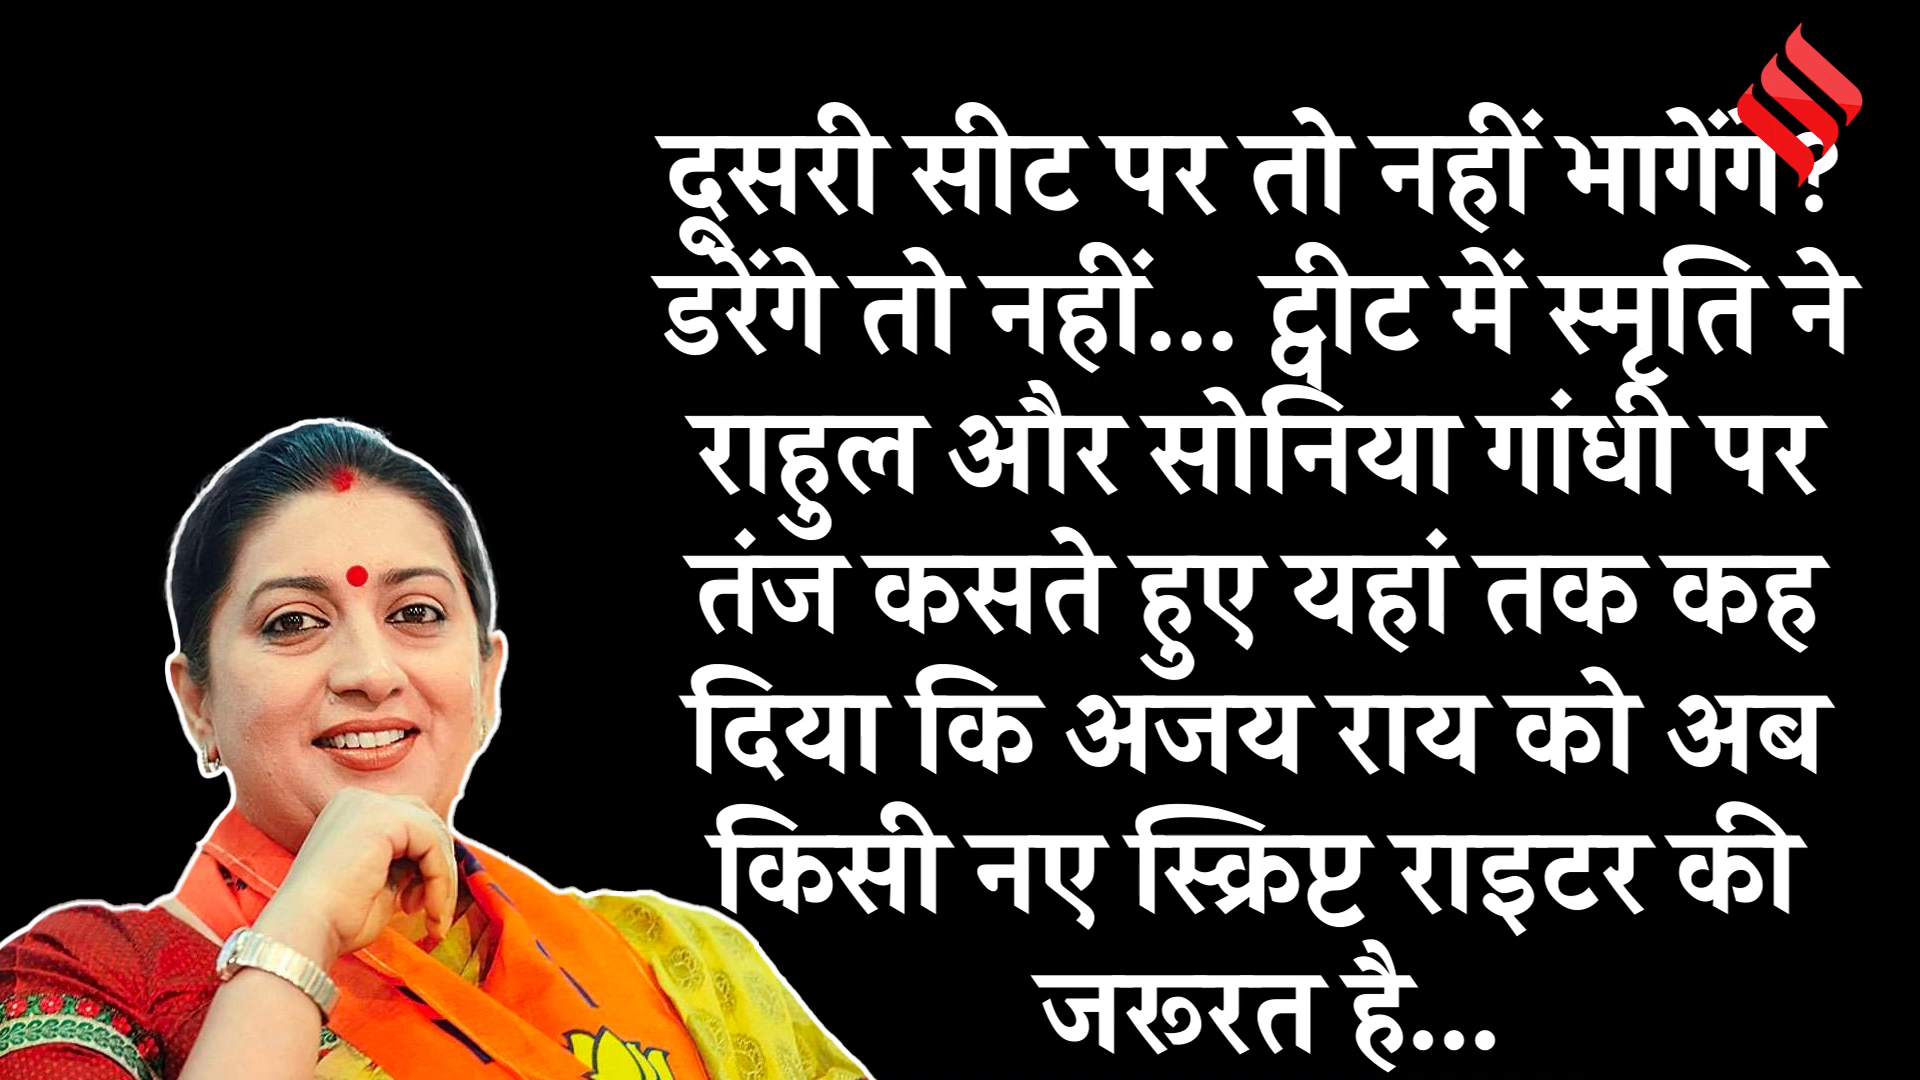 दूसरी सीट पर तो नहीं भागेंगे?
डरेंगे तो नहीं... ट्वीट में स्मृति ने
राहुल और सोनिया गांधी पर
तंज कसते हुए यहां तक कह
दिया कि अजय राय को अब
किसी नए स्क्रिप्ट राइटर की
जरूरत है...